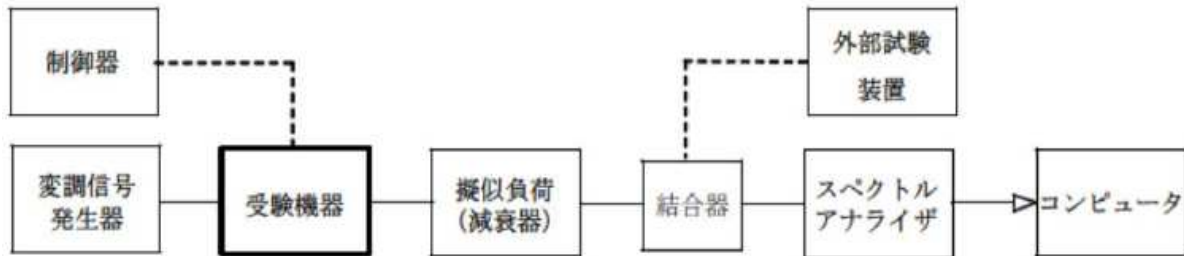 制御器
外部試験
装置
変調信号
発生器
受験機器
擬似負荷
(減衰器)
結合器
スペクトル
アナライザ
コンピュータ